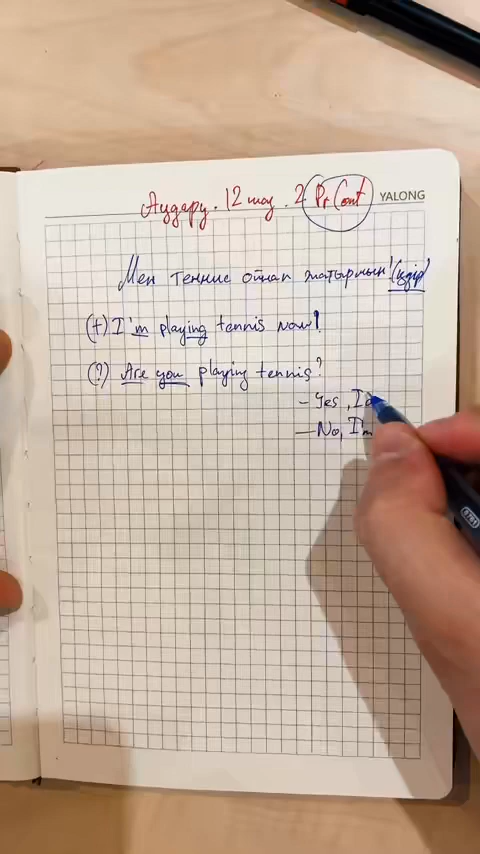 Аудару. 12 шақ. 2 Pr Cont
YALONG
Мен теннис ойнап жатырмын! (қазір)
(+) I'm playing tennis now!
(?) Are you playing tennis?
- Yes, I a
- No, I'm